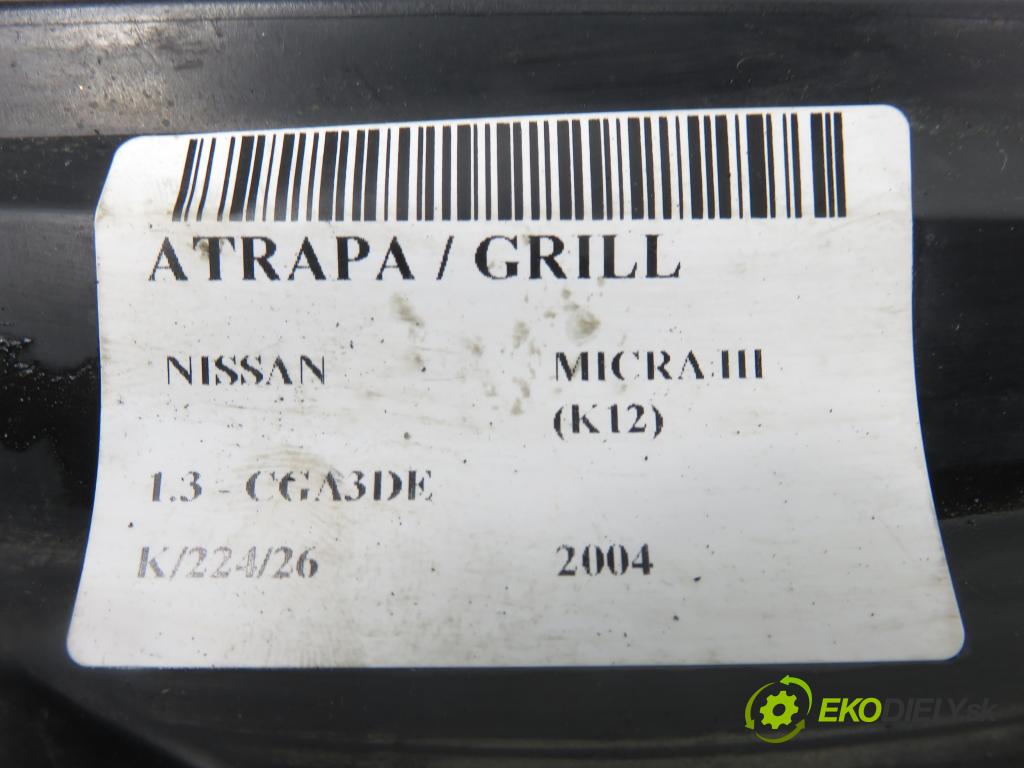 ATRAPA / GRILL
NISSAN MICRA III
(K12)
1.3 - CGA3DE
K/224/26 2004
EKODIELY.sk